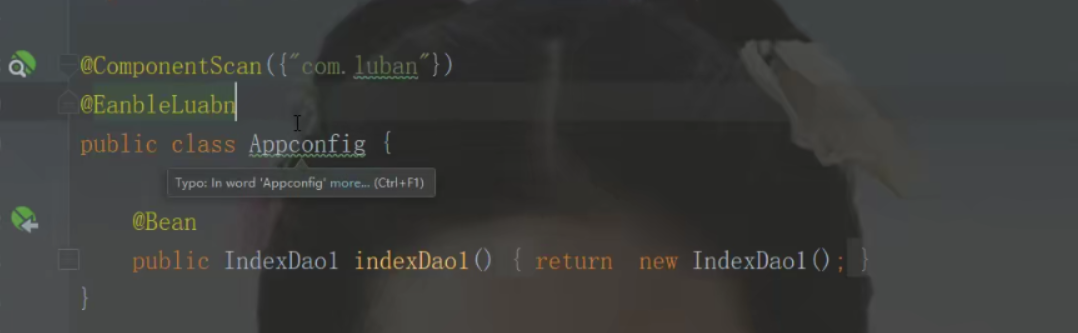 @ComponentScan({"com.luban"})
@EanbleLuabn
public class Appconfig {
Typo: In word 'Appconfig' more... (Ctrl+F1)
@Bean
public IndexDao1 indexDao1() { return new IndexDao1(); }
}